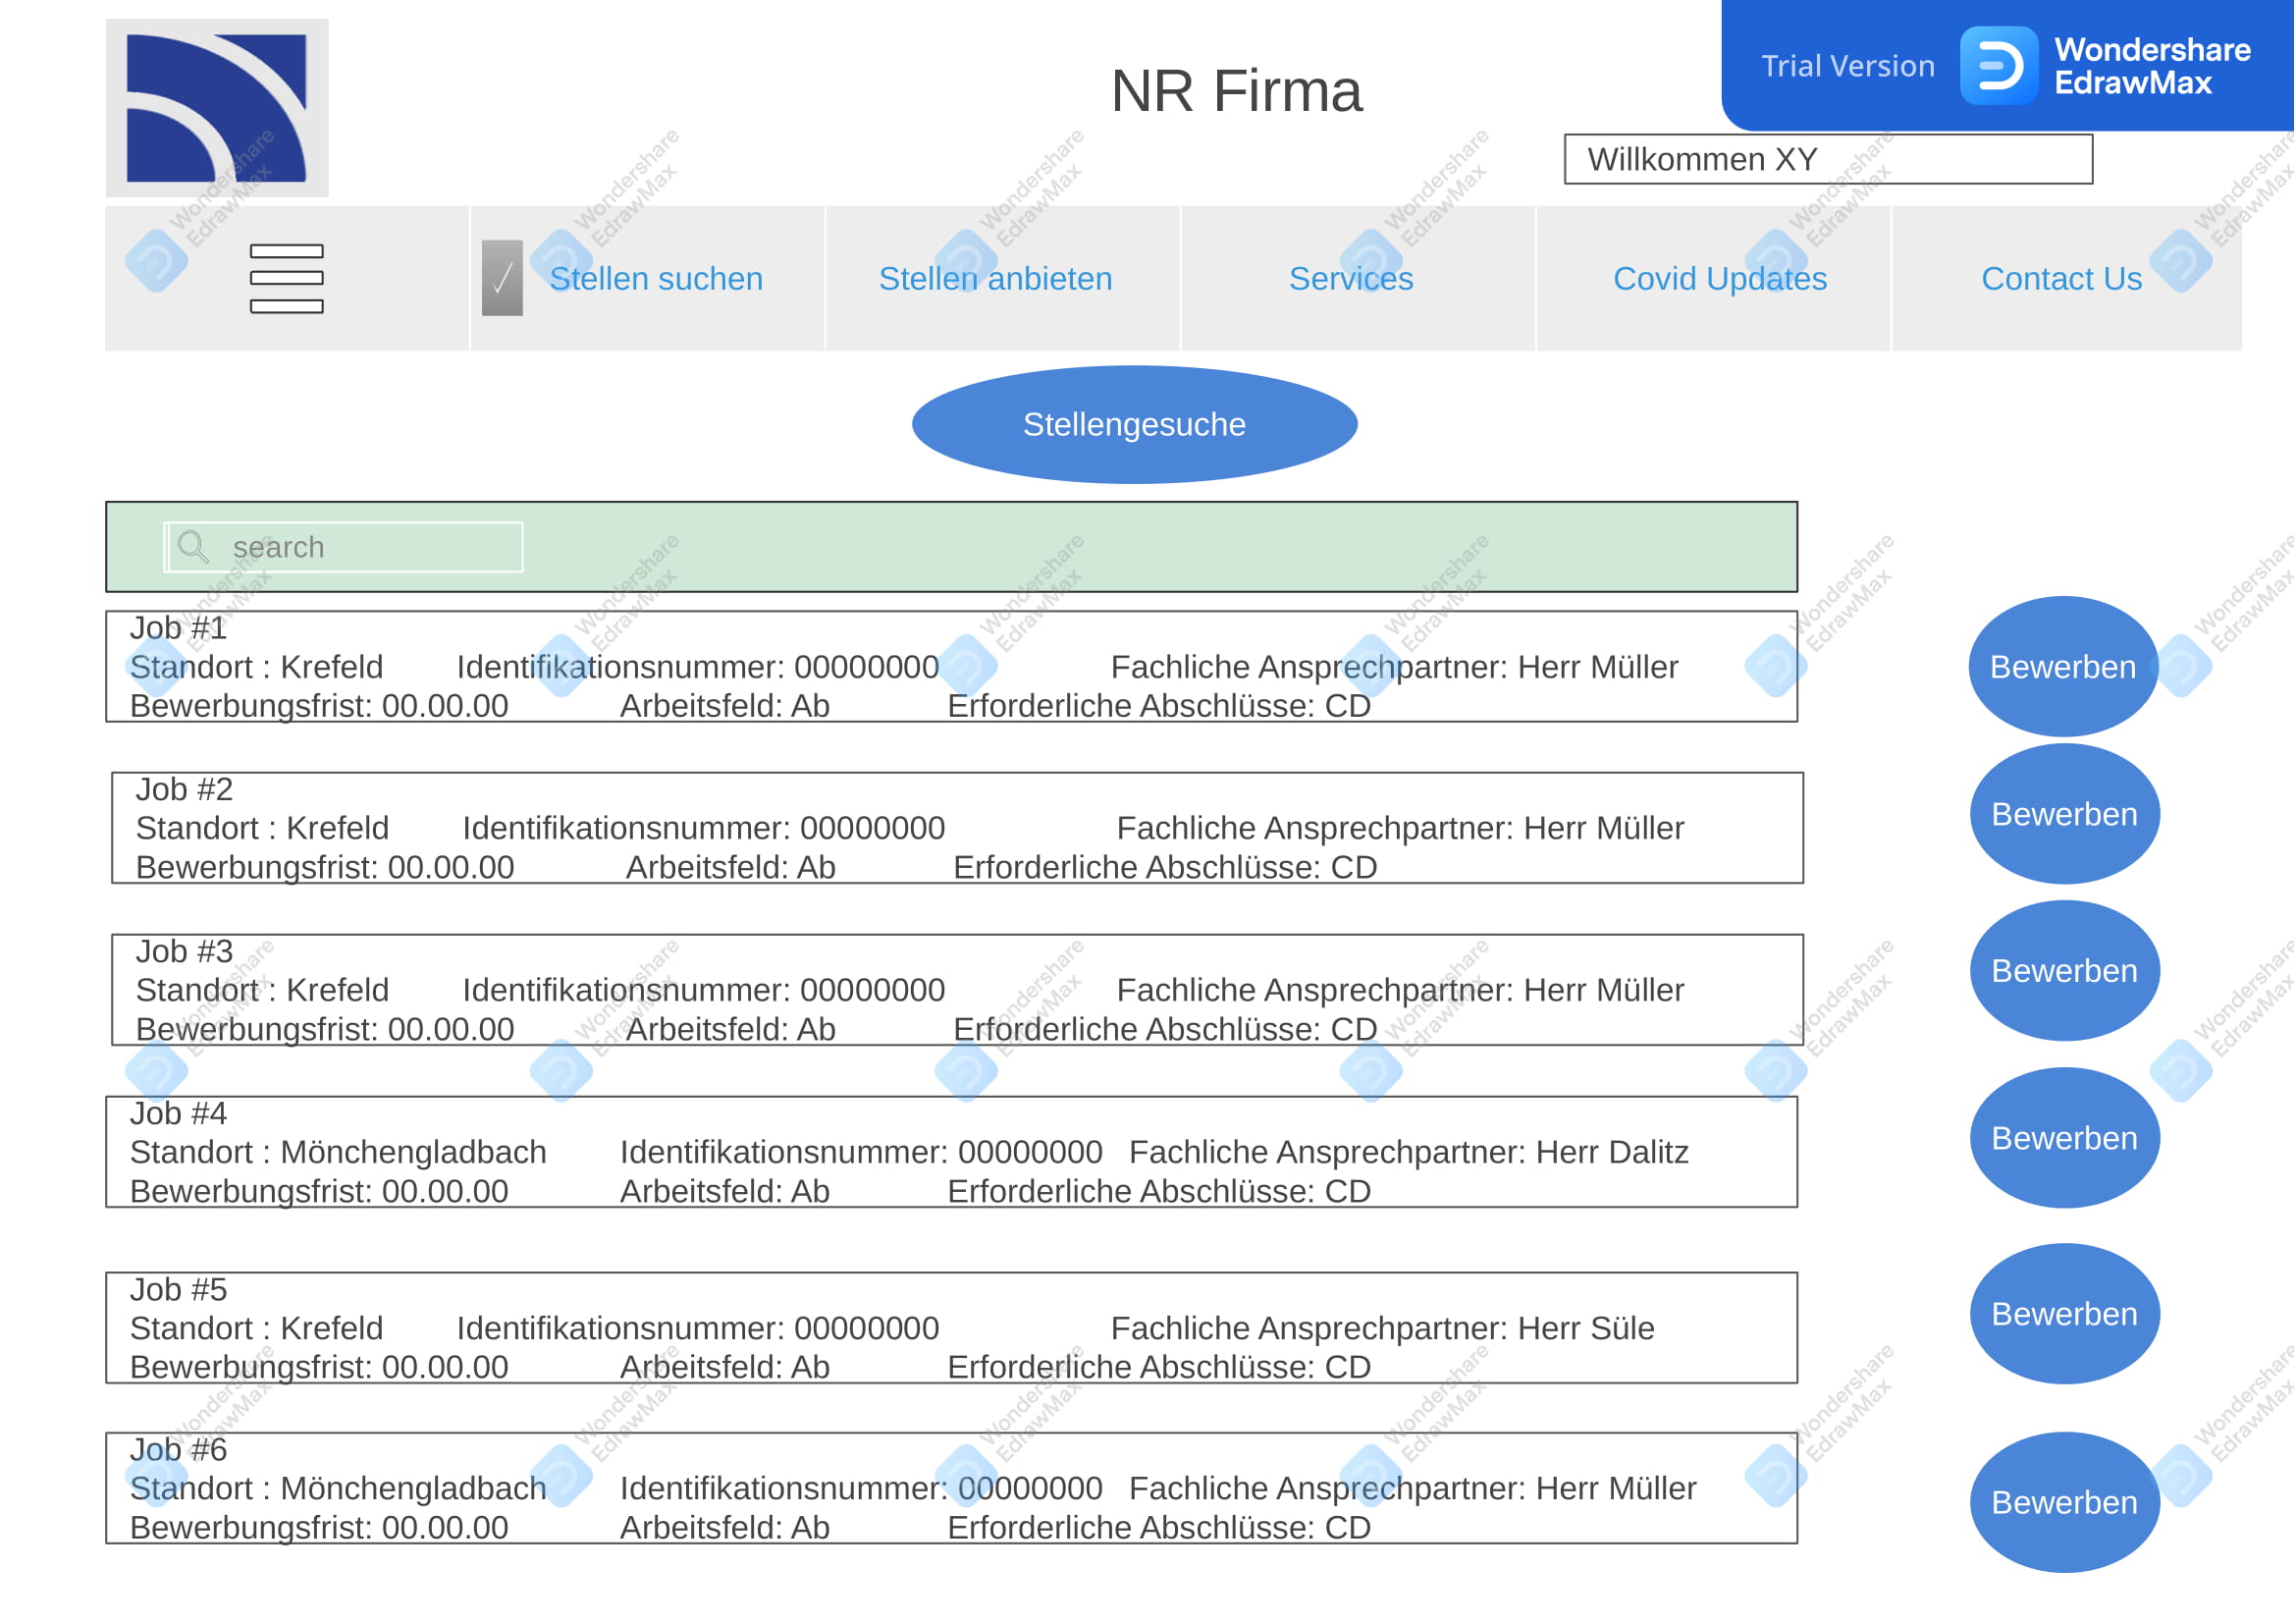 NR Firma
Trial Version
Wondershare
EdrawMax
Willkommen XY
Stellen suchen
Stellen anbieten
Services
Covid Updates
Contact Us
Stellengesuche
search
Job #1
Standort : Krefeld Identifikationsnummer: 00000000 Fachliche Ansprechpartner: Herr Müller
Bewerbungsfrist: 00.00.00 Arbeitsfeld: Ab Erforderliche Abschlüsse: CD
Bewerben
Job #2
Standort : Krefeld Identifikationsnummer: 00000000 Fachliche Ansprechpartner: Herr Müller
Bewerbungsfrist: 00.00.00 Arbeitsfeld: Ab Erforderliche Abschlüsse: CD
Bewerben
Job #3
Standort : Krefeld Identifikationsnummer: 00000000 Fachliche Ansprechpartner: Herr Müller
Bewerbungsfrist: 00.00.00 Arbeitsfeld: Ab Erforderliche Abschlüsse: CD
Bewerben
Job #4
Standort : Mönchengladbach Identifikationsnummer: 00000000 Fachliche Ansprechpartner: Herr Dalitz
Bewerbungsfrist: 00.00.00 Arbeitsfeld: Ab Erforderliche Abschlüsse: CD
Bewerben
Job #5
Standort : Krefeld Identifikationsnummer: 00000000 Fachliche Ansprechpartner: Herr Süle
Bewerbungsfrist: 00.00.00 Arbeitsfeld: Ab Erforderliche Abschlüsse: CD
Bewerben
Job #6
Standort : Mönchengladbach Identifikationsnummer: 00000000 Fachliche Ansprechpartner: Herr Müller
Bewerbungsfrist: 00.00.00 Arbeitsfeld: Ab Erforderliche Abschlüsse: CD
Bewerben